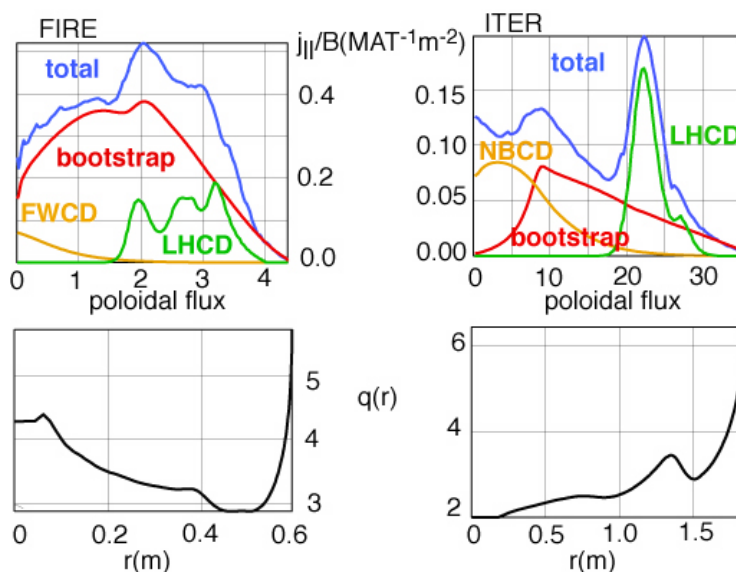 FIRE
j||/B(MAT-1m-2)
ITER
total
bootstrap
FWCD
LHCD
0.4
0.2
0.0
0 1 2 3 4
poloidal flux
total
LHCD
NBCD
bootstrap
0.15
0.10
0.05
0.00
0 10 20 30
poloidal flux
5
4
3
0 0.2 0.4 0.6
r(m)
q(r)
6
4
2
0 0.5 1.0 1.5
r(m)